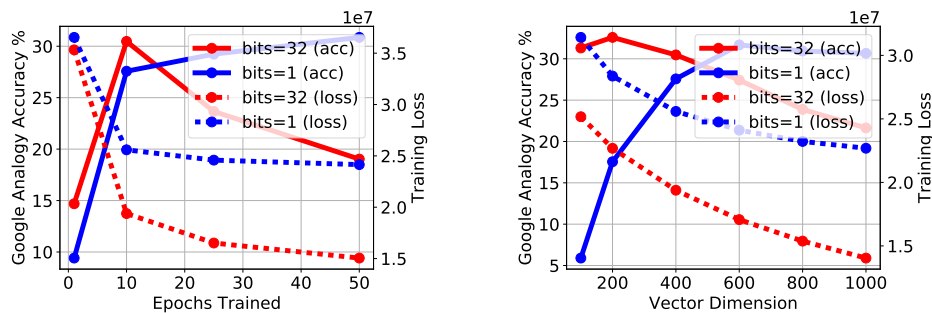 1e7
30
25
20
15
10
Google Analogy Accuracy %
3.5
3.0
2.5
2.0
1.5
Training Loss
bits=32 (acc)
bits=1 (acc)
bits=32 (loss)
bits=1 (loss)
0 10 20 30 40 50
Epochs Trained
1e7
30
25
20
15
10
5
Google Analogy Accuracy %
3.0
2.5
2.0
1.5
Training Loss
bits=32 (acc)
bits=1 (acc)
bits=32 (loss)
bits=1 (loss)
200 400 600 800 1000
Vector Dimension